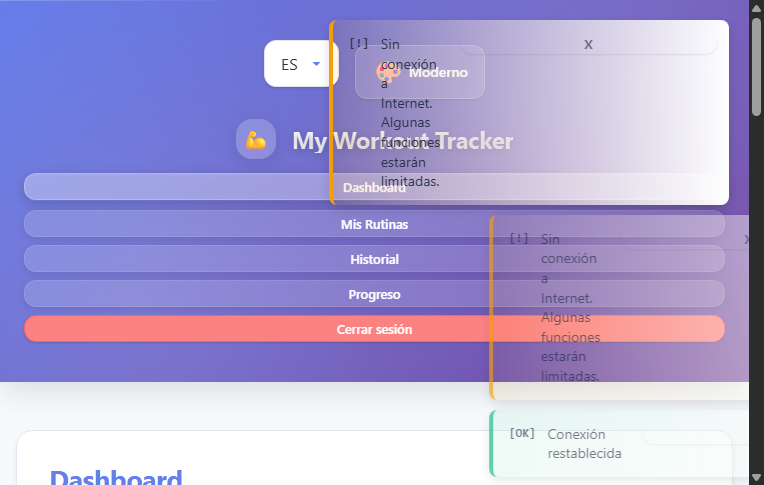 ES
Moderno
[!] Sin conexión a Internet. Algunas funciones estarán limitadas. X
My Workout Tracker
Dashboard
Mis Rutinas
Historial
Progreso
Cerrar sesión
[!] Sin conexión a Internet. Algunas funciones estarán limitadas. X
[OK] Conexión restablecida
Dashboard